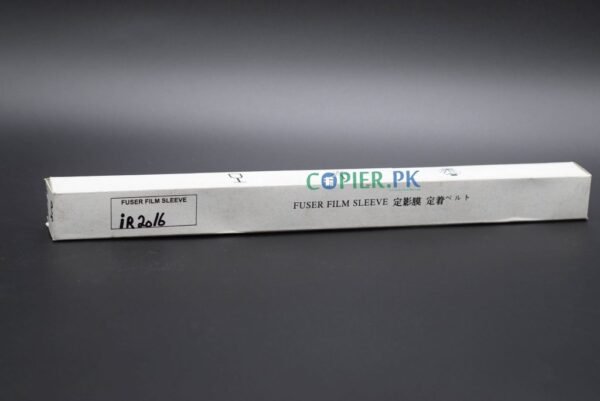 COPIER.PK
FUSER FILM SLEEVE
iR2016
FUSER FILM SLEEVE 定影膜 定着ベルト